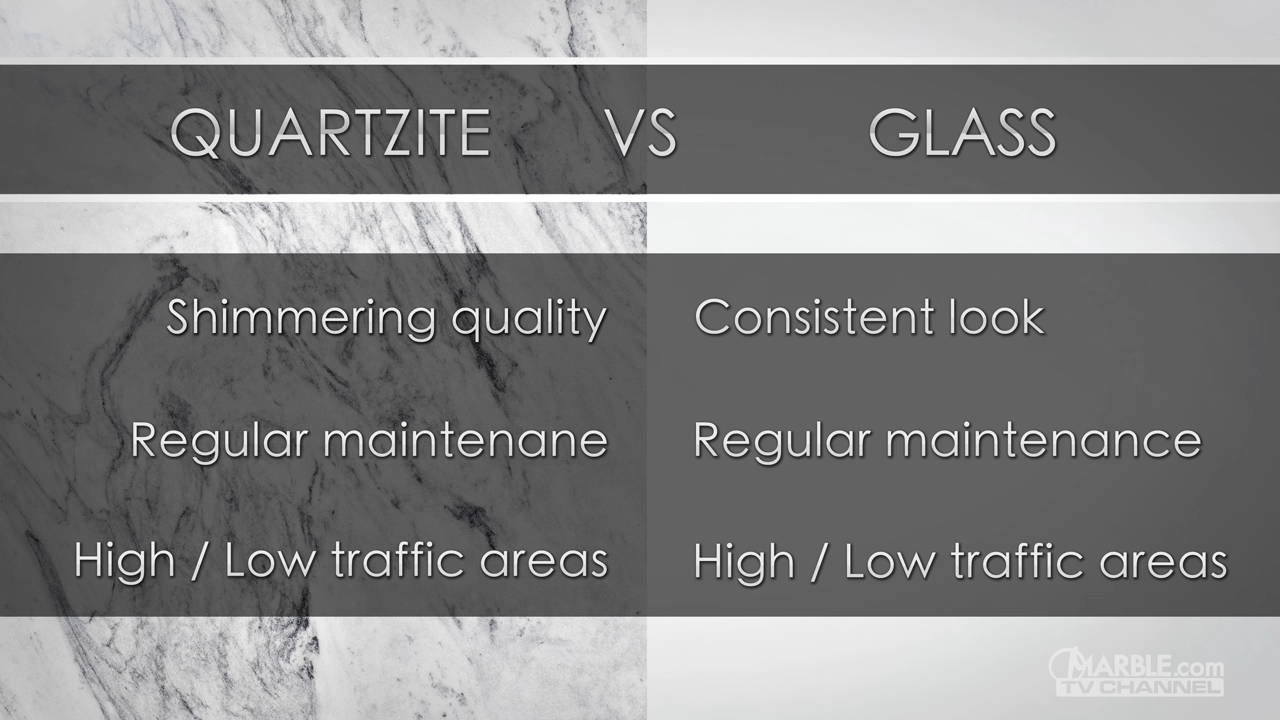 QUARTZITE VS GLASS
Shimmering quality
Consistent look
Regular maintenane
Regular maintenance
High / Low traffic areas
High / Low traffic areas
MARBLE.com
TV CHANNEL